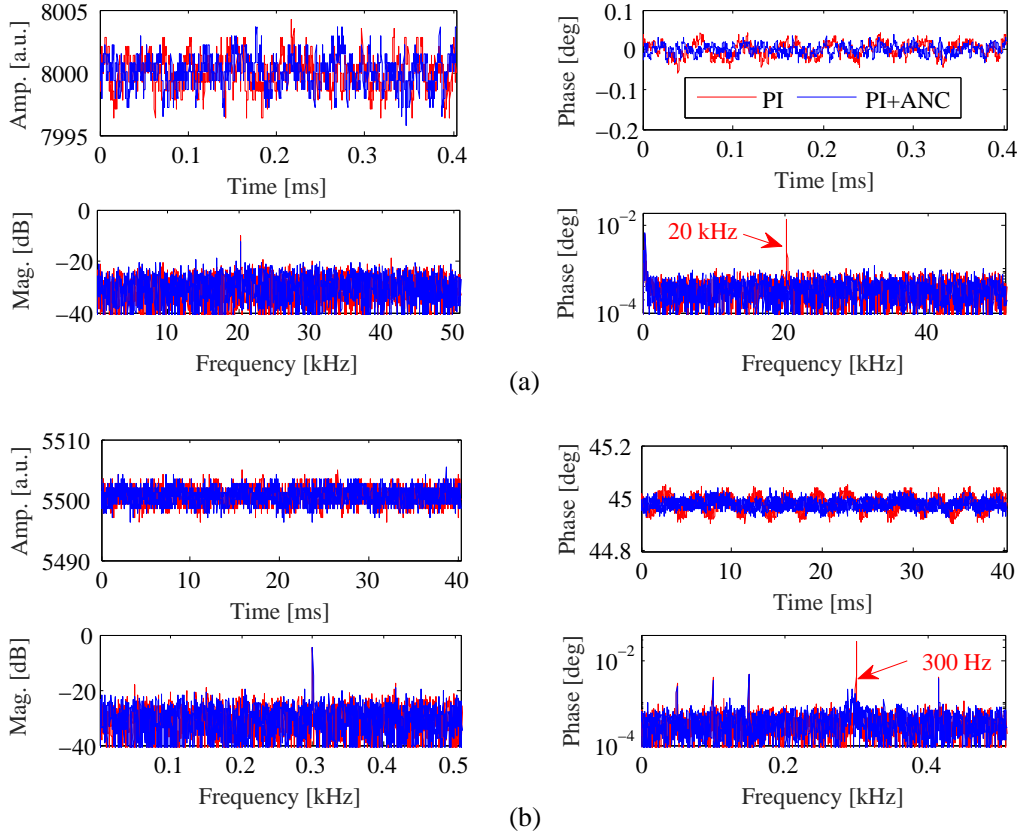 8005
8000
7995
Amp. [a.u.]
0 0.1 0.2 0.3 0.4
Time [ms]
0.1
0
−0.1
−0.2
Phase [deg]
PI PI+ANC
0 0.1 0.2 0.3 0.4
Time [ms]
0
−20
−40
Mag. [dB]
10 20 30 40 50
Frequency [kHz]
10−2
10−4
Phase [deg]
20 kHz
0 20 40
Frequency [kHz]
(a)
5510
5500
5490
Amp. [a.u.]
0 10 20 30 40
Time [ms]
45.2
45
44.8
Phase [deg]
0 10 20 30 40
Time [ms]
0
−20
−40
Mag. [dB]
0.1 0.2 0.3 0.4 0.5
Frequency [kHz]
10−2
10−4
Phase [deg]
300 Hz
0 0.2 0.4
Frequency [kHz]
(b)